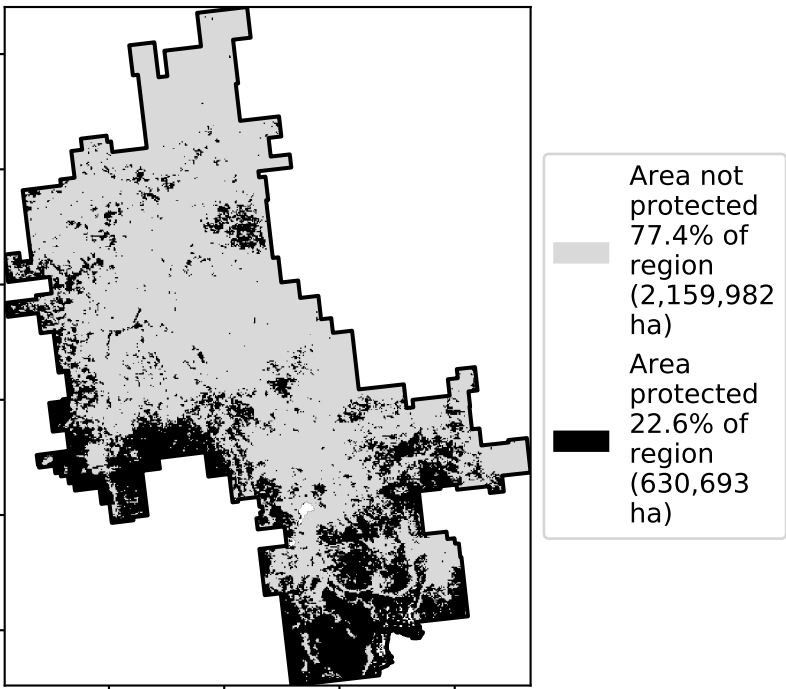 Area not
protected
77.4% of
region
(2,159,982
ha)
Area
protected
22.6% of
region
(630,693
ha)